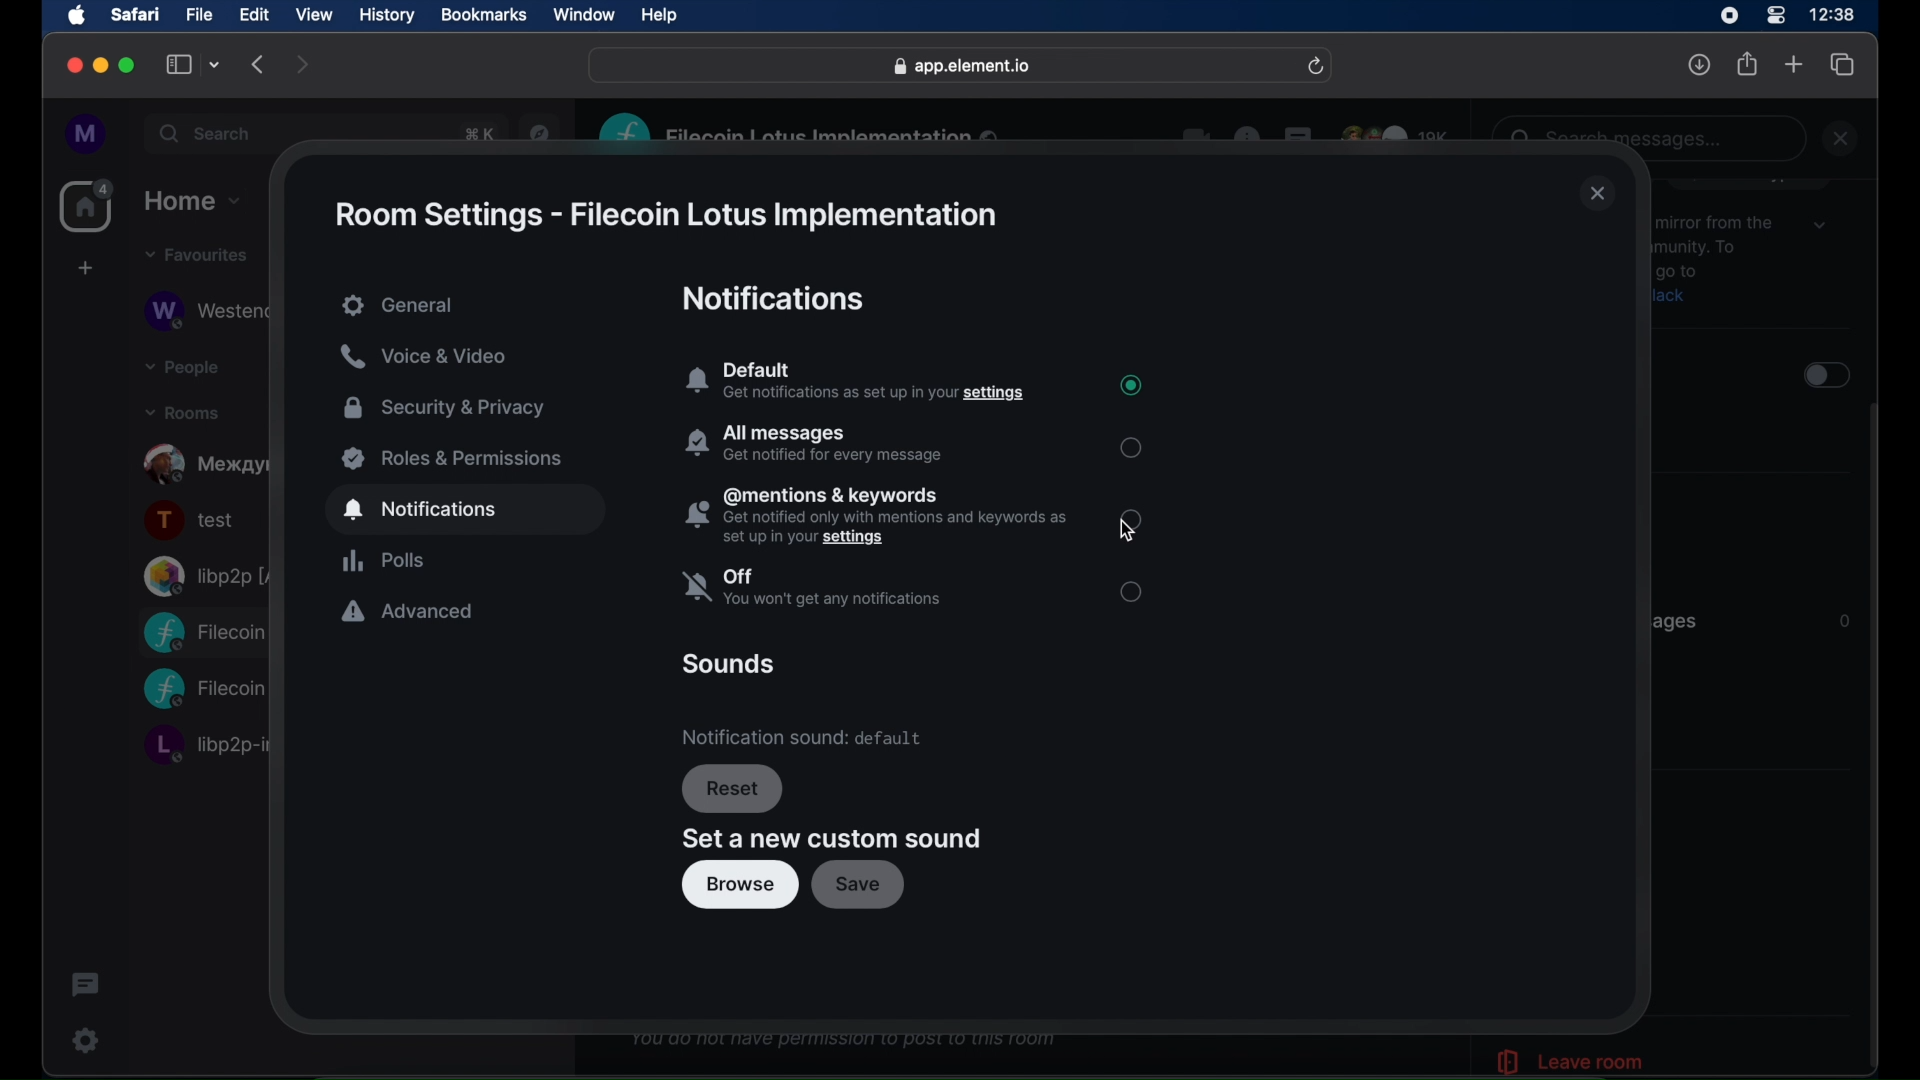 Safari File Edit View History Bookmarks Window Help 12:38
app.element.io
M
Search ⌘ K
Filecoin Lotus Implementation
19K
Search messages...
4
Home
Room Settings - Filecoin Lotus Implementation
mirror from the
munity. To
go to
lack
Favourites
W Westend
People
Rooms
Между
T test
libp2p [
Filecoin
Filecoin
L libp2p-i
General
Voice & Video
Security & Privacy
Roles & Permissions
Notifications
Polls
Advanced
Notifications
Default
Get notifications as set up in your settings
All messages
Get notified for every message
@mentions & keywords
Get notified only with mentions and keywords as
set up in your settings
Off
You won't get any notifications
Sounds
Notification sound: default
Reset
Set a new custom sound
Browse Save
ages 0
You do not have permission to post to this room
Leave room